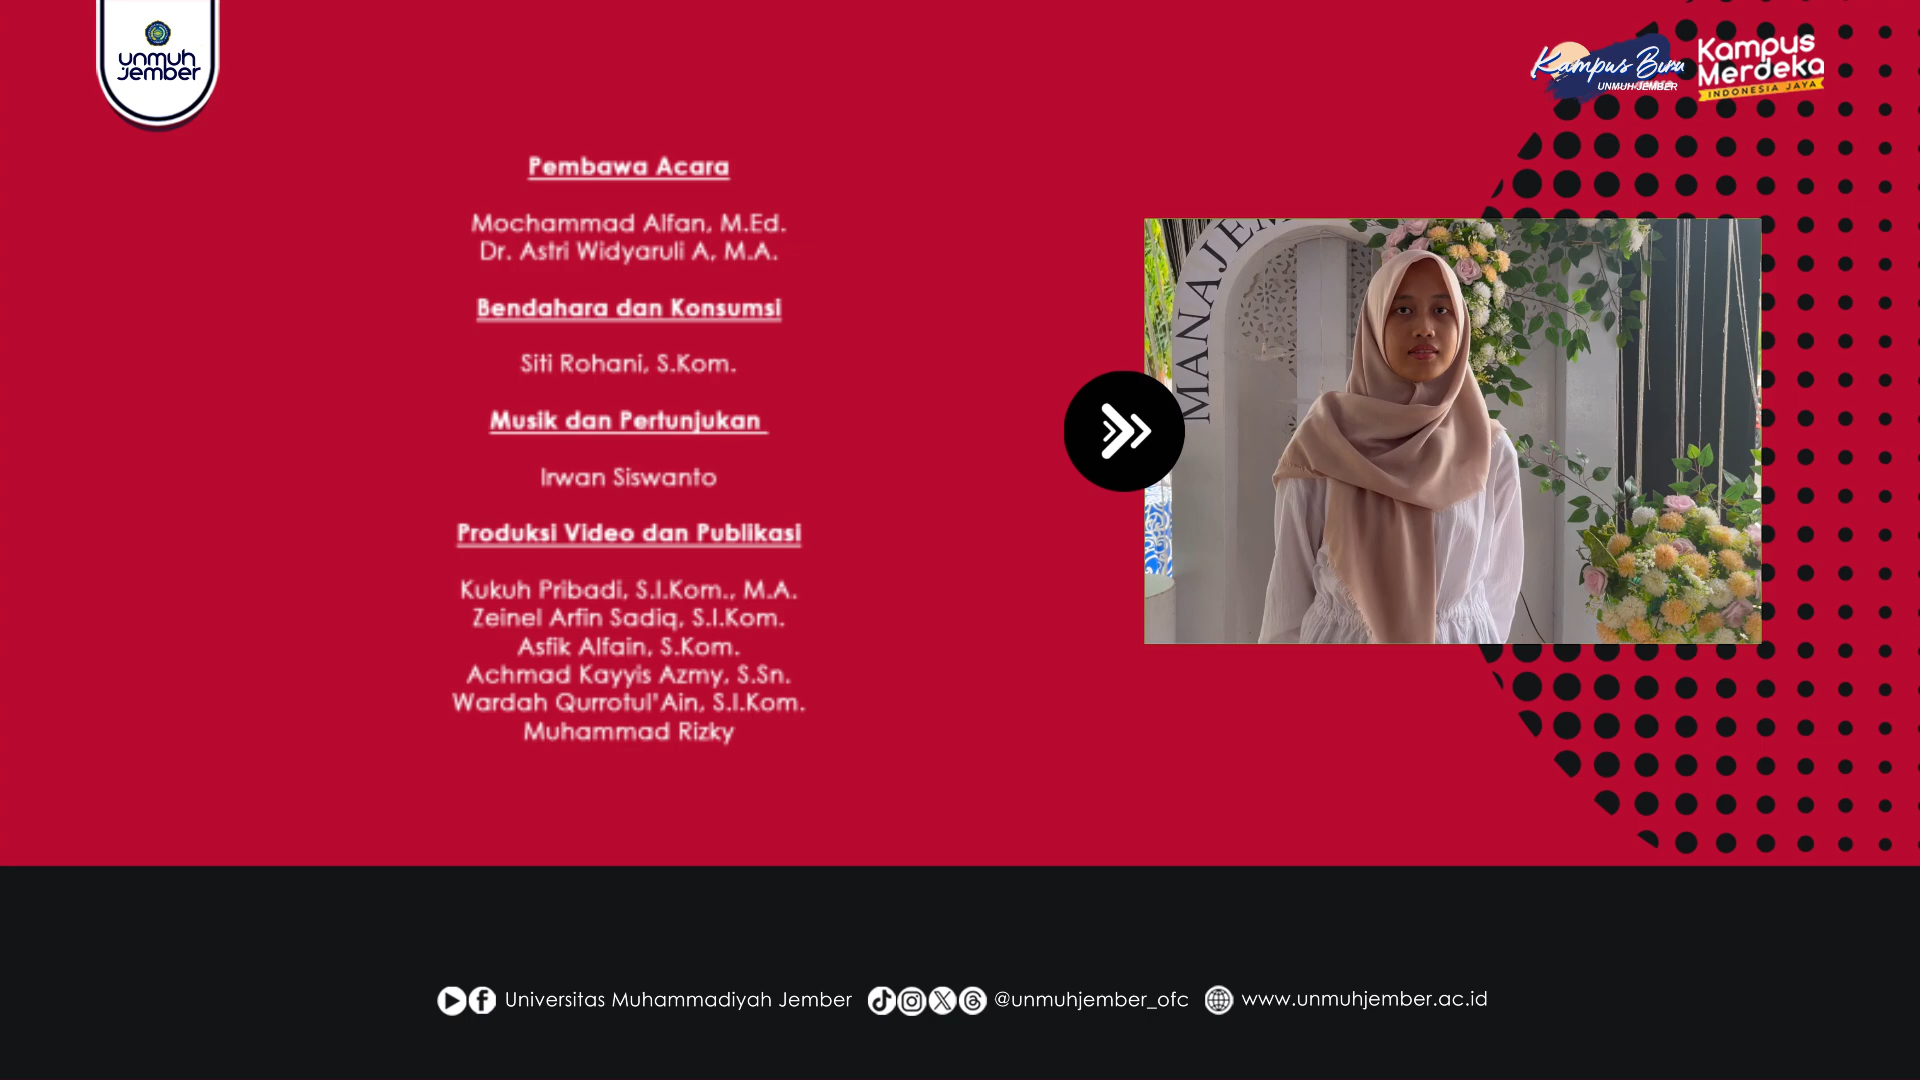 unmuh
jember
Kampus Biru
UNMUH JEMBER
Kampus
Merdeka
INDONESIA JAYA
Pembawa Acara
Mochammad Alfan, M.Ed.
Dr. Astri Widyaruli A, M.A.
Bendahara dan Konsumsi
Siti Rohani, S.Kom.
Musik dan Pertunjukan
Irwan Siswanto
Produksi Video dan Publikasi
Kukuh Pribadi, S.I.Kom., M.A.
Zeinel Arfin Sadiq, S.I.Kom.
Asfik Alfain, S.Kom.
Achmad Kayyis Azmy, S.Sn.
Wardah Qurrotul'Ain, S.I.Kom.
Muhammad Rizky
MANAJEM
Universitas Muhammadiyah Jember @unmuhjember_ofc www.unmuhjember.ac.id